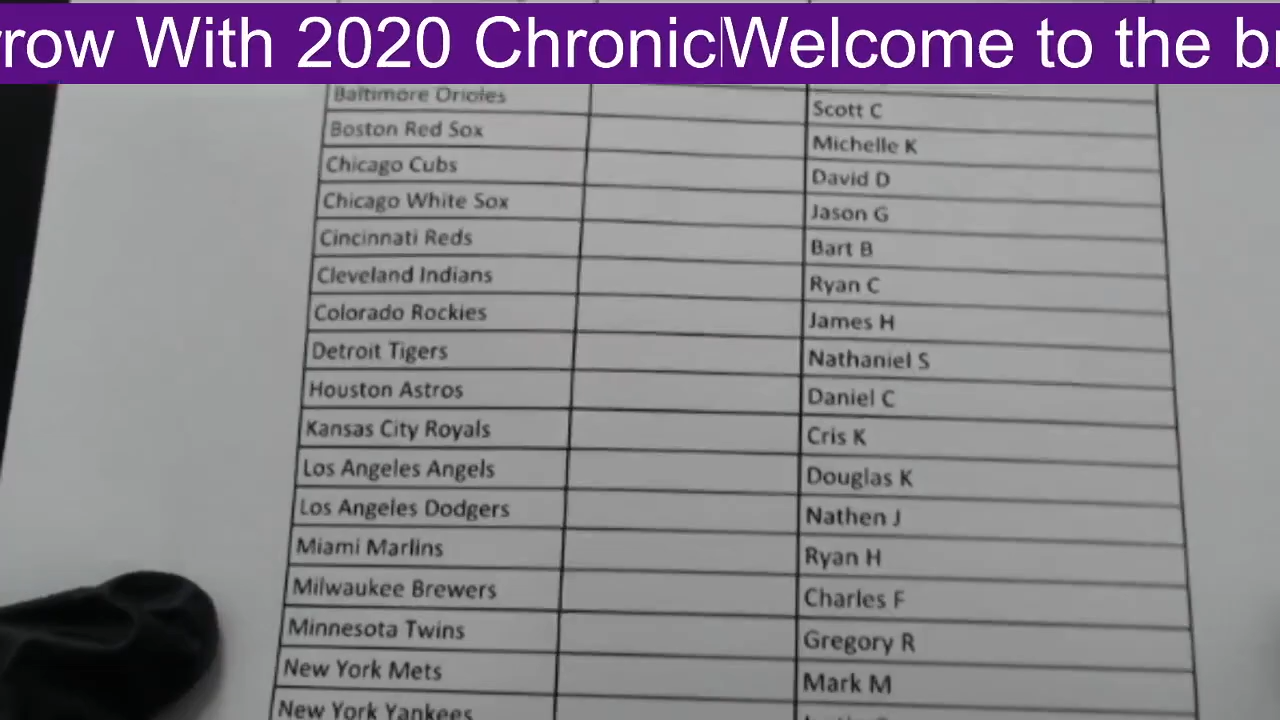 rrow With 2020 ChronicWelcome to the br
Baltimore Orioles Scott C
Boston Red Sox Michelle K
Chicago Cubs David D
Chicago White Sox Jason G
Cincinnati Reds Bart B
Cleveland Indians Ryan C
Colorado Rockies James H
Detroit Tigers Nathaniel S
Houston Astros Daniel C
Kansas City Royals Cris K
Los Angeles Angels Douglas K
Los Angeles Dodgers Nathen J
Miami Marlins Ryan H
Milwaukee Brewers Charles F
Minnesota Twins Gregory R
New York Mets Mark M
New York Yankees